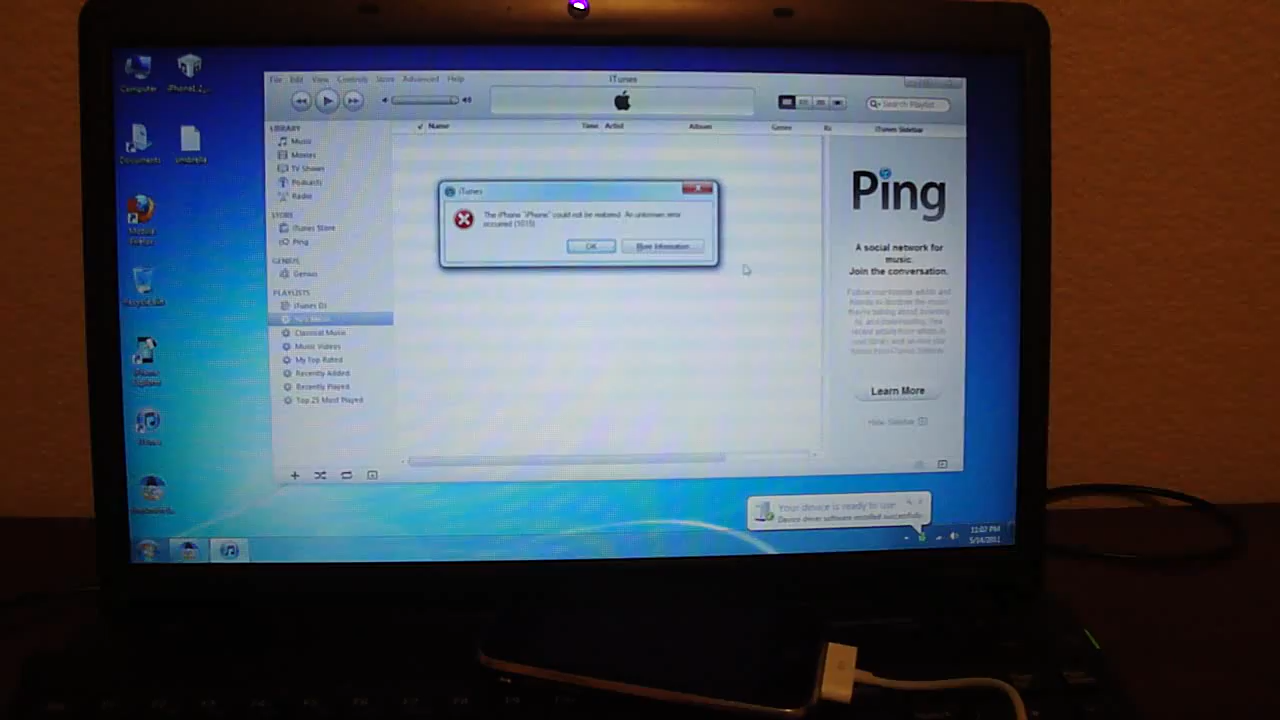 File Edit View Controls Store Advanced Help
iTunes
Search Playlist
LIBRARY
Music
Movies
TV Shows
Podcasts
Radio
STORE
iTunes Store
Ping
GENIUS
Genius
PLAYLISTS
iTunes DJ
Classical Music
Music Videos
My Top Rated
Recently Added
Recently Played
Top 25 Most Played
Name Time Artist Album Genre Ra
iTunes
The iPhone "iPhone" could not be restored. An unknown error
occurred (1015).
OK More Information
iTunes Sidebar
Ping
A social network for
music.
Join the conversation.
Learn More
Hide Sidebar
Computer
Documents
umbrella
Mozilla
Firefox
Recycle Bin
iTunes
Your device is ready to use
Device driver software installed successfully.
11:07 PM
5/14/2011